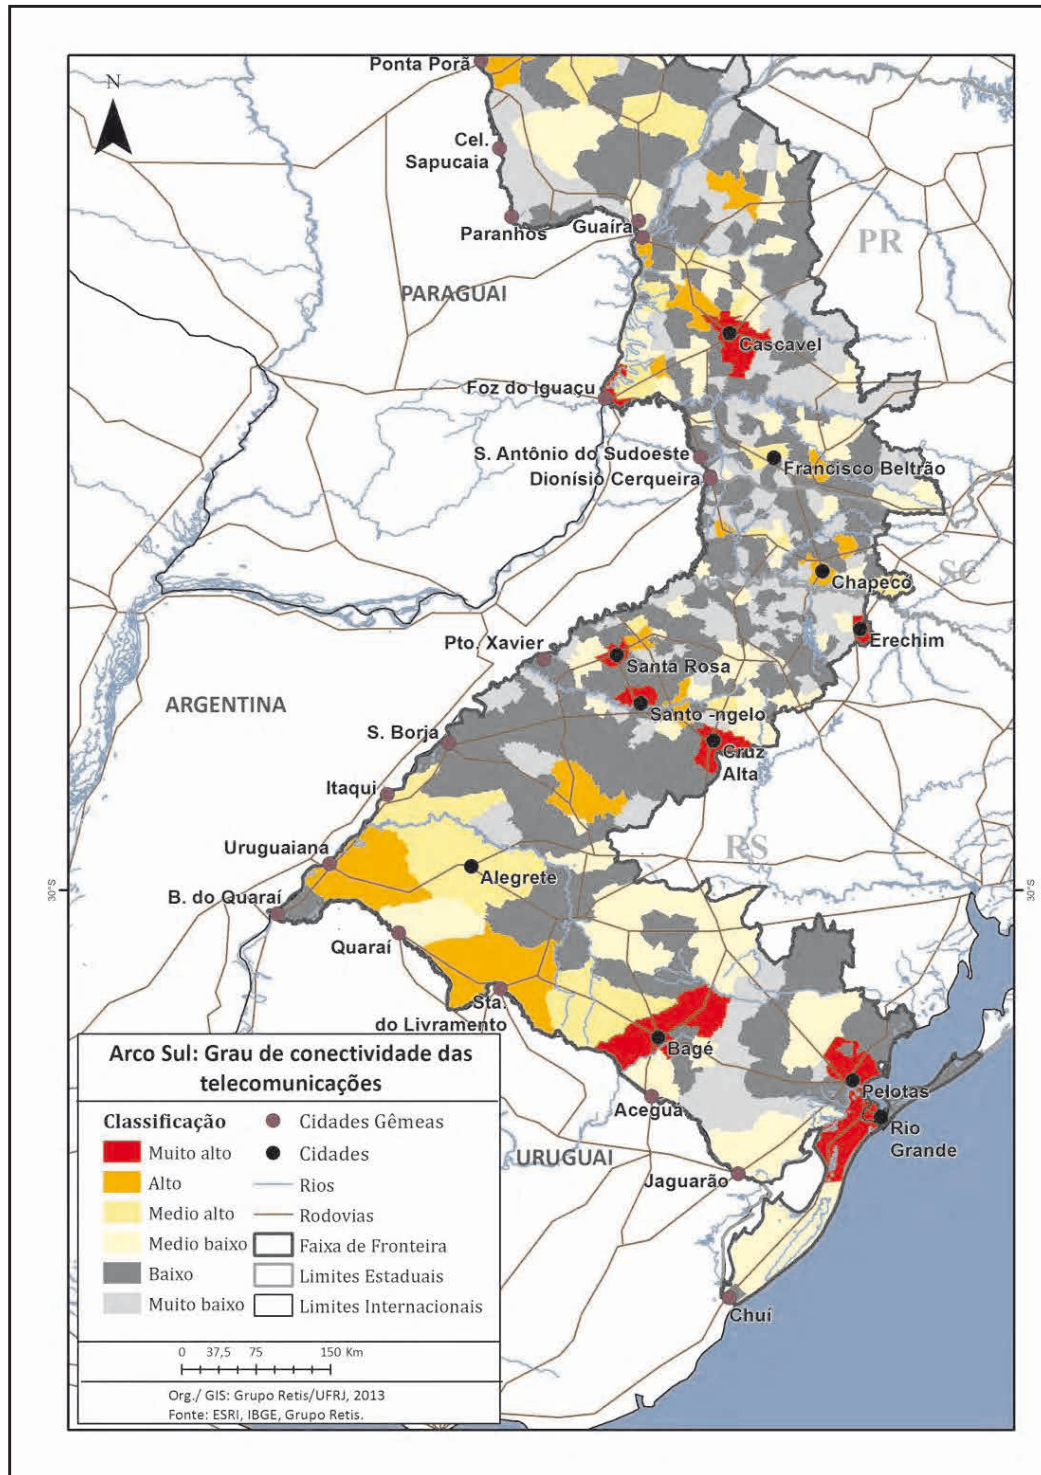 Ponta Porã
N
Cel.
Sapucaia
Paranhos
Guaíra
PR
PARAGUAI
Cascavel
Foz do Iguaçu
S. Antônio do Sudoeste
Francisco Beltrão
Dionísio Cerqueira
SC
Chapecó
Erechim
Pto. Xavier
Santa Rosa
ARGENTINA
Santo -ngelo
S. Borja
Cruz
Alta
Itaqui
RS
Uruguaiana
Alegrete
30°S
30°S
B. do Quaraí
Quaraí
Sta.
do Livramento
Bagé
Pelotas
Aceguá
Rio
Grande
URUGUAI
Jaguarão
Chuí
Arco Sul: Grau de conectividade das
telecomunicações
Classificação
Muito alto
Alto
Medio alto
Medio baixo
Baixo
Muito baixo
Cidades Gêmeas
Cidades
Rios
Rodovias
Faixa de Fronteira
Limites Estaduais
Limites Internacionais
0 37,5 75 150 Km
Org./ GIS: Grupo Retis/UFRJ, 2013
Fonte: ESRI, IBGE, Grupo Retis.